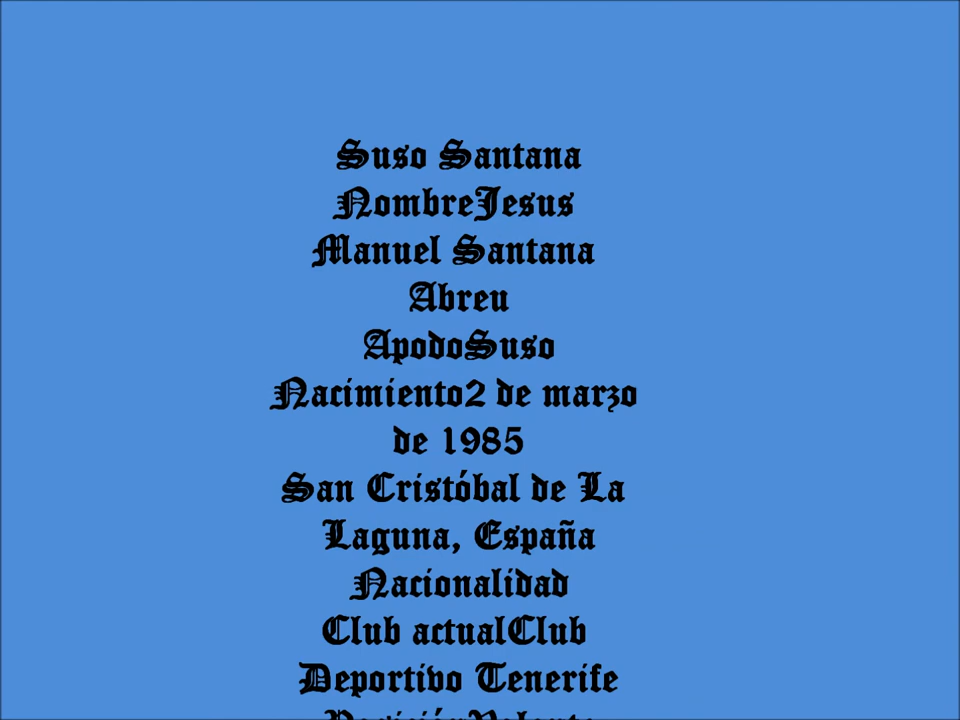 Suso Santana
NombreJesus
Manuel Santana
Abreu
ApodoSuso
Nacimiento2 de marzo
de 1985
San Cristóbal de La
Laguna, España
Nacionalidad
Club actualClub
Deportivo Tenerife